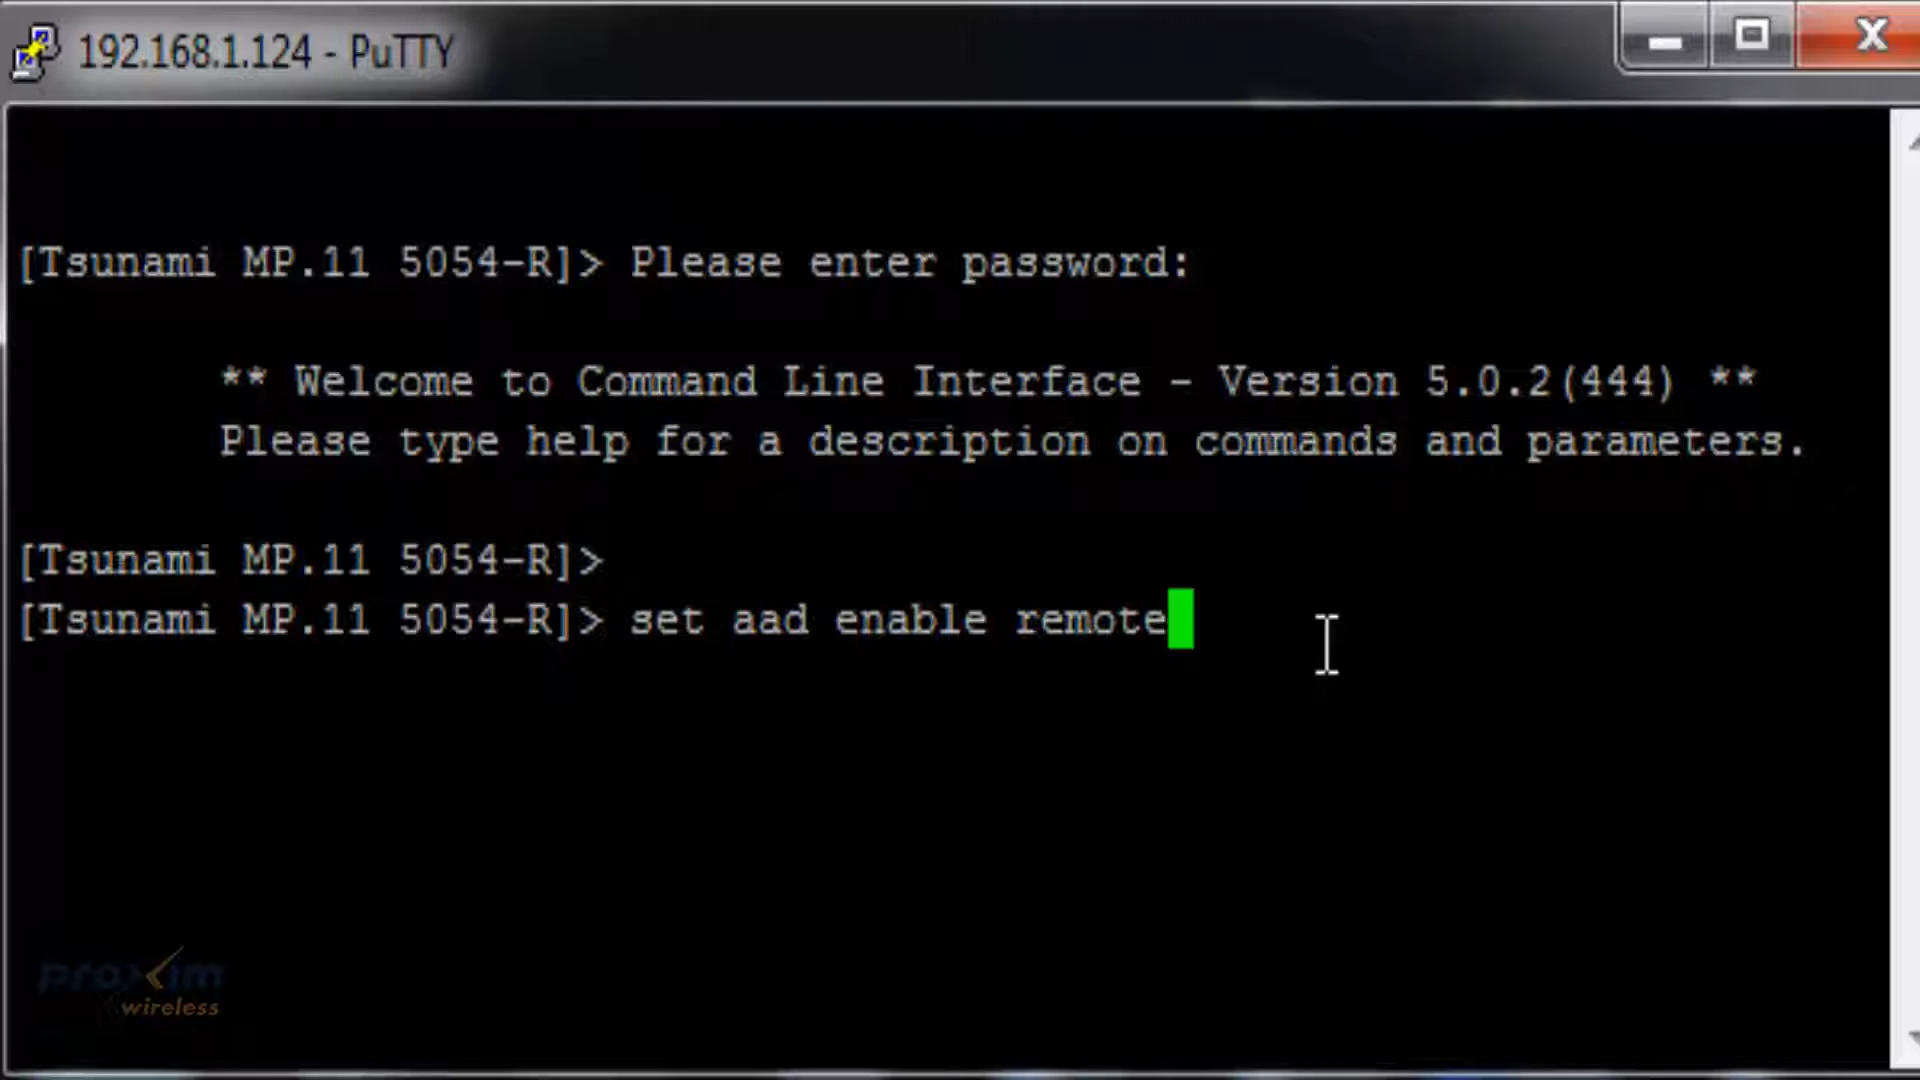 192.168.1.124 - PuTTY
[Tsunami MP.11 5054-R]> Please enter password:
** Welcome to Command Line Interface - Version 5.0.2(444) **
Please type help for a description on commands and parameters.
[Tsunami MP.11 5054-R]>
[Tsunami MP.11 5054-R]> set aad enable remote
proxim
wireless